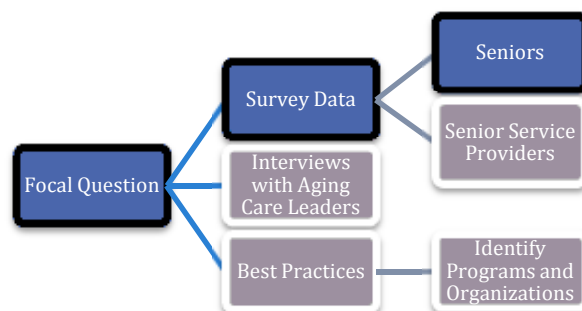 Focal Question
Survey Data
Interviews
with Aging
Care Leaders
Best Practices
Seniors
Senior Service
Providers
Identify
Programs and
Organizations